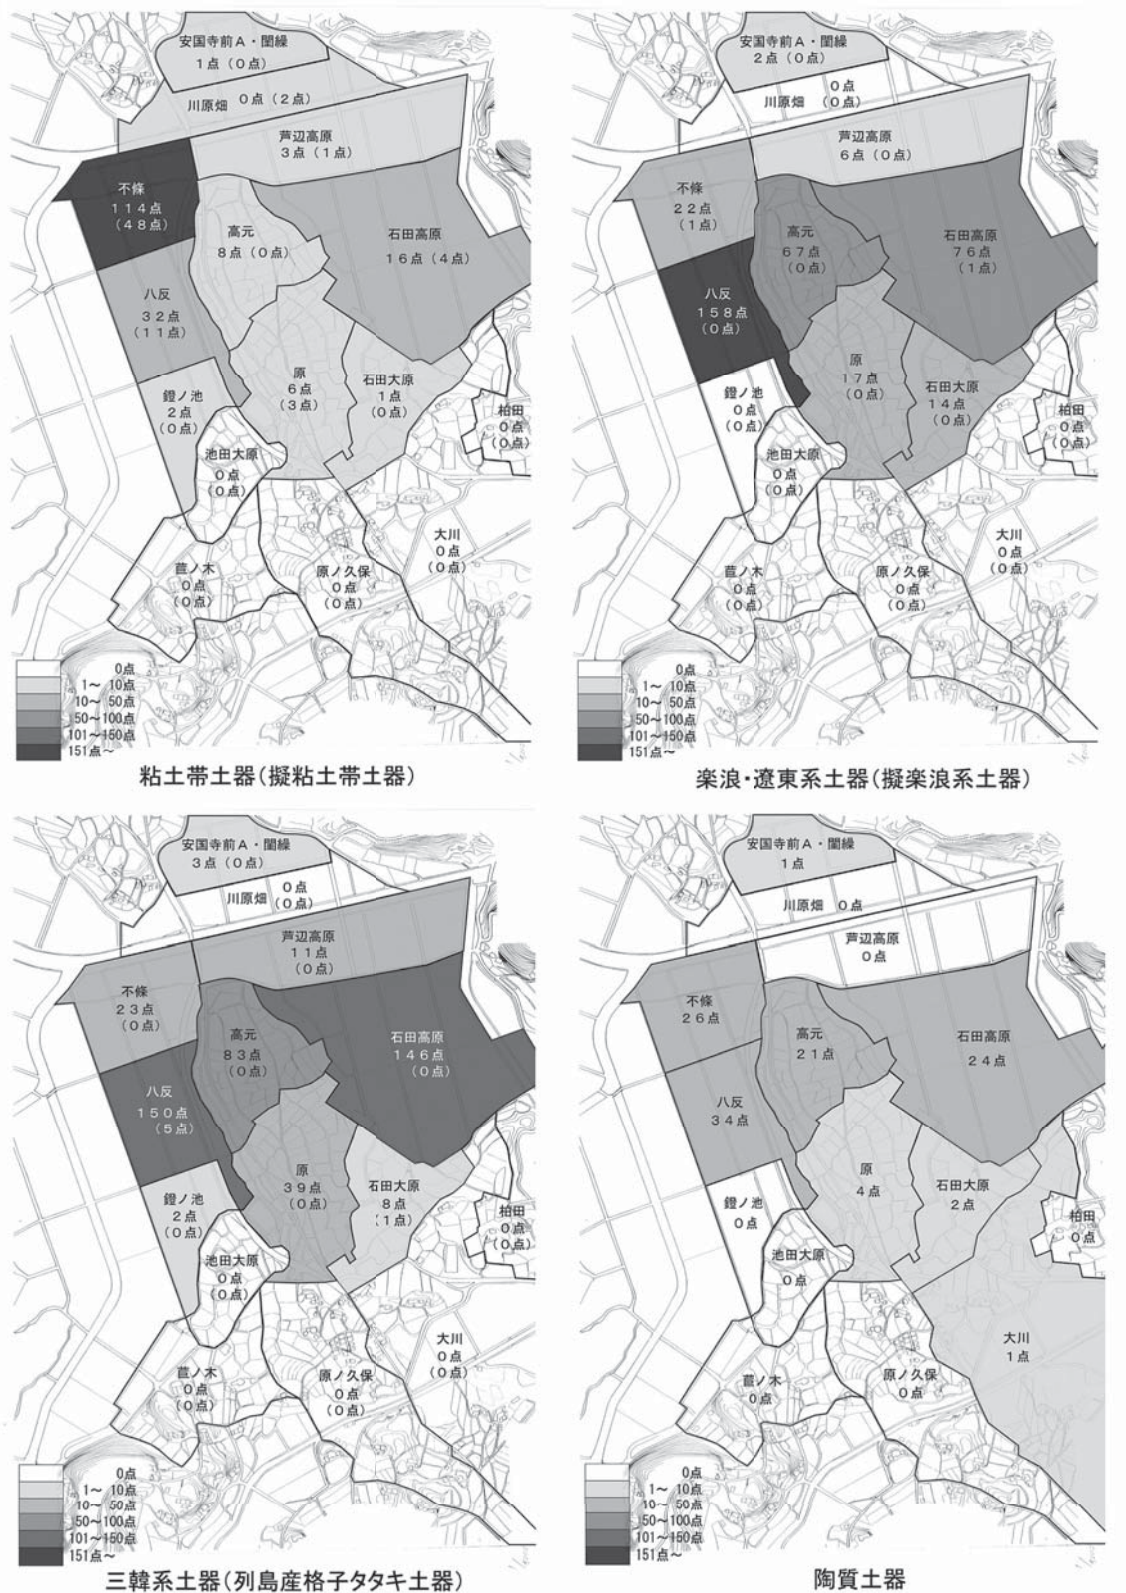 安国寺前A・闇繰
1点(0点)
川原畑 0点(2点)
芦辺高原
3点(1点)
不條
114点
(48点)
高元
8点(0点)
石田高原
16点(4点)
八反
32点
(11点)
原
6点
(3点)
石田大原
1点
(0点)
鐙ノ池
2点
(0点)
柏田
0点
(0点)
池田大原
0点
(0点)
大川
0点
(0点)
苣ノ木
0点
(0点)
原ノ久保
0点
(0点)
0点
1～ 10点
10～ 50点
50～100点
101～150点
151点～
粘土帯土器(擬粘土帯土器)
安国寺前A・闇繰
2点(0点)
川原畑
0点
(0点)
芦辺高原
6点(0点)
不條
22点
(1点)
高元
67点
(0点)
石田高原
76点
(1点)
八反
158点
(0点)
原
17点
(0点)
石田大原
14点
(0点)
鐙ノ池
0点
(0点)
柏田
0点
(0点)
池田大原
0点
(0点)
大川
0点
(0点)
苣ノ木
0点
(0点)
原ノ久保
0点
(0点)
0点
1～ 10点
10～ 50点
50～100点
101～150点
151点～
楽浪・遼東系土器(擬楽浪系土器)
安国寺前A・闇繰
3点(0点)
川原畑
0点
(0点)
芦辺高原
11点
(0点)
不條
23点
(0点)
高元
83点
(0点)
石田高原
146点
(0点)
八反
150点
(5点)
原
39点
(0点)
石田大原
8点
(1点)
鐙ノ池
2点
(0点)
柏田
0点
(0点)
池田大原
0点
(0点)
大川
0点
(0点)
苣ノ木
0点
(0点)
原ノ久保
0点
(0点)
0点
1～ 10点
10～ 50点
50～100点
101～150点
151点～
三韓系土器(列島産格子タタキ土器)
安国寺前A・闇繰
1点
川原畑 0点
芦辺高原
0点
不條
26点
高元
21点
石田高原
24点
八反
34点
原
4点
石田大原
2点
鐙ノ池
0点
柏田
0点
池田大原
0点
大川
1点
苣ノ木
0点
原ノ久保
0点
0点
1～ 10点
10～ 50点
50～100点
101～150点
151点～
陶質土器